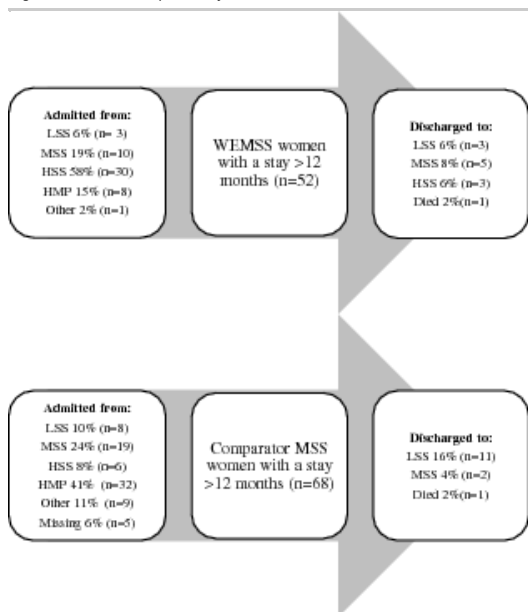 Admitted from:
LSS 6% (n= 3)
MSS 19% (n=10)
HSS 58% (n=30)
HMP 15% (n=8)
Other 2% (n=1)
WEMSS women
with a stay >12
months (n=52)
Discharged to:
LSS 6% (n=3)
MSS 8% (n=5)
HSS 6% (n=3)
Died 2%(n=1)
Admitted from:
LSS 10% (n=8)
MSS 24% (n=19)
HSS 8% (n=6)
HMP 41% (n=32)
Other 11% (n=9)
Missing 6% (n=5)
Comparator MSS
women with a stay
>12 months (n=68)
Discharged to:
LSS 16% (n=11)
MSS 4% (n=2)
Died 2%(n=1)